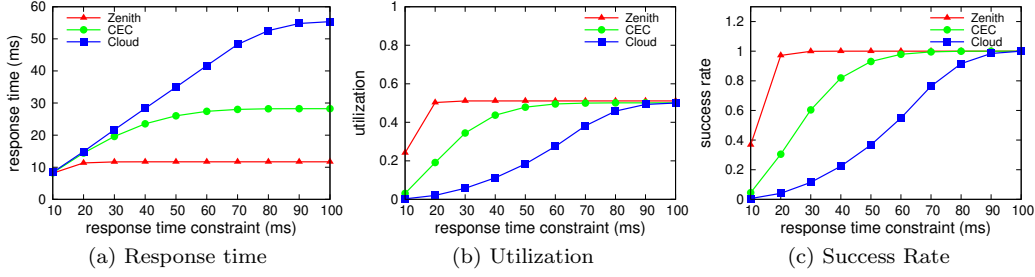 60
50
40
30
20
10
0
response time (ms)
Zenith
CEC
Cloud
10 20 30 40 50 60 70 80 90 100
response time constraint (ms)
(a) Response time
1
0.8
0.6
0.4
0.2
0
utilization
Zenith
CEC
Cloud
10 20 30 40 50 60 70 80 90 100
response time constraint (ms)
(b) Utilization
1.2
1
0.8
0.6
0.4
0.2
0
success rate
Zenith
CEC
Cloud
10 20 30 40 50 60 70 80 90 100
response time constraint (ms)
(c) Success Rate